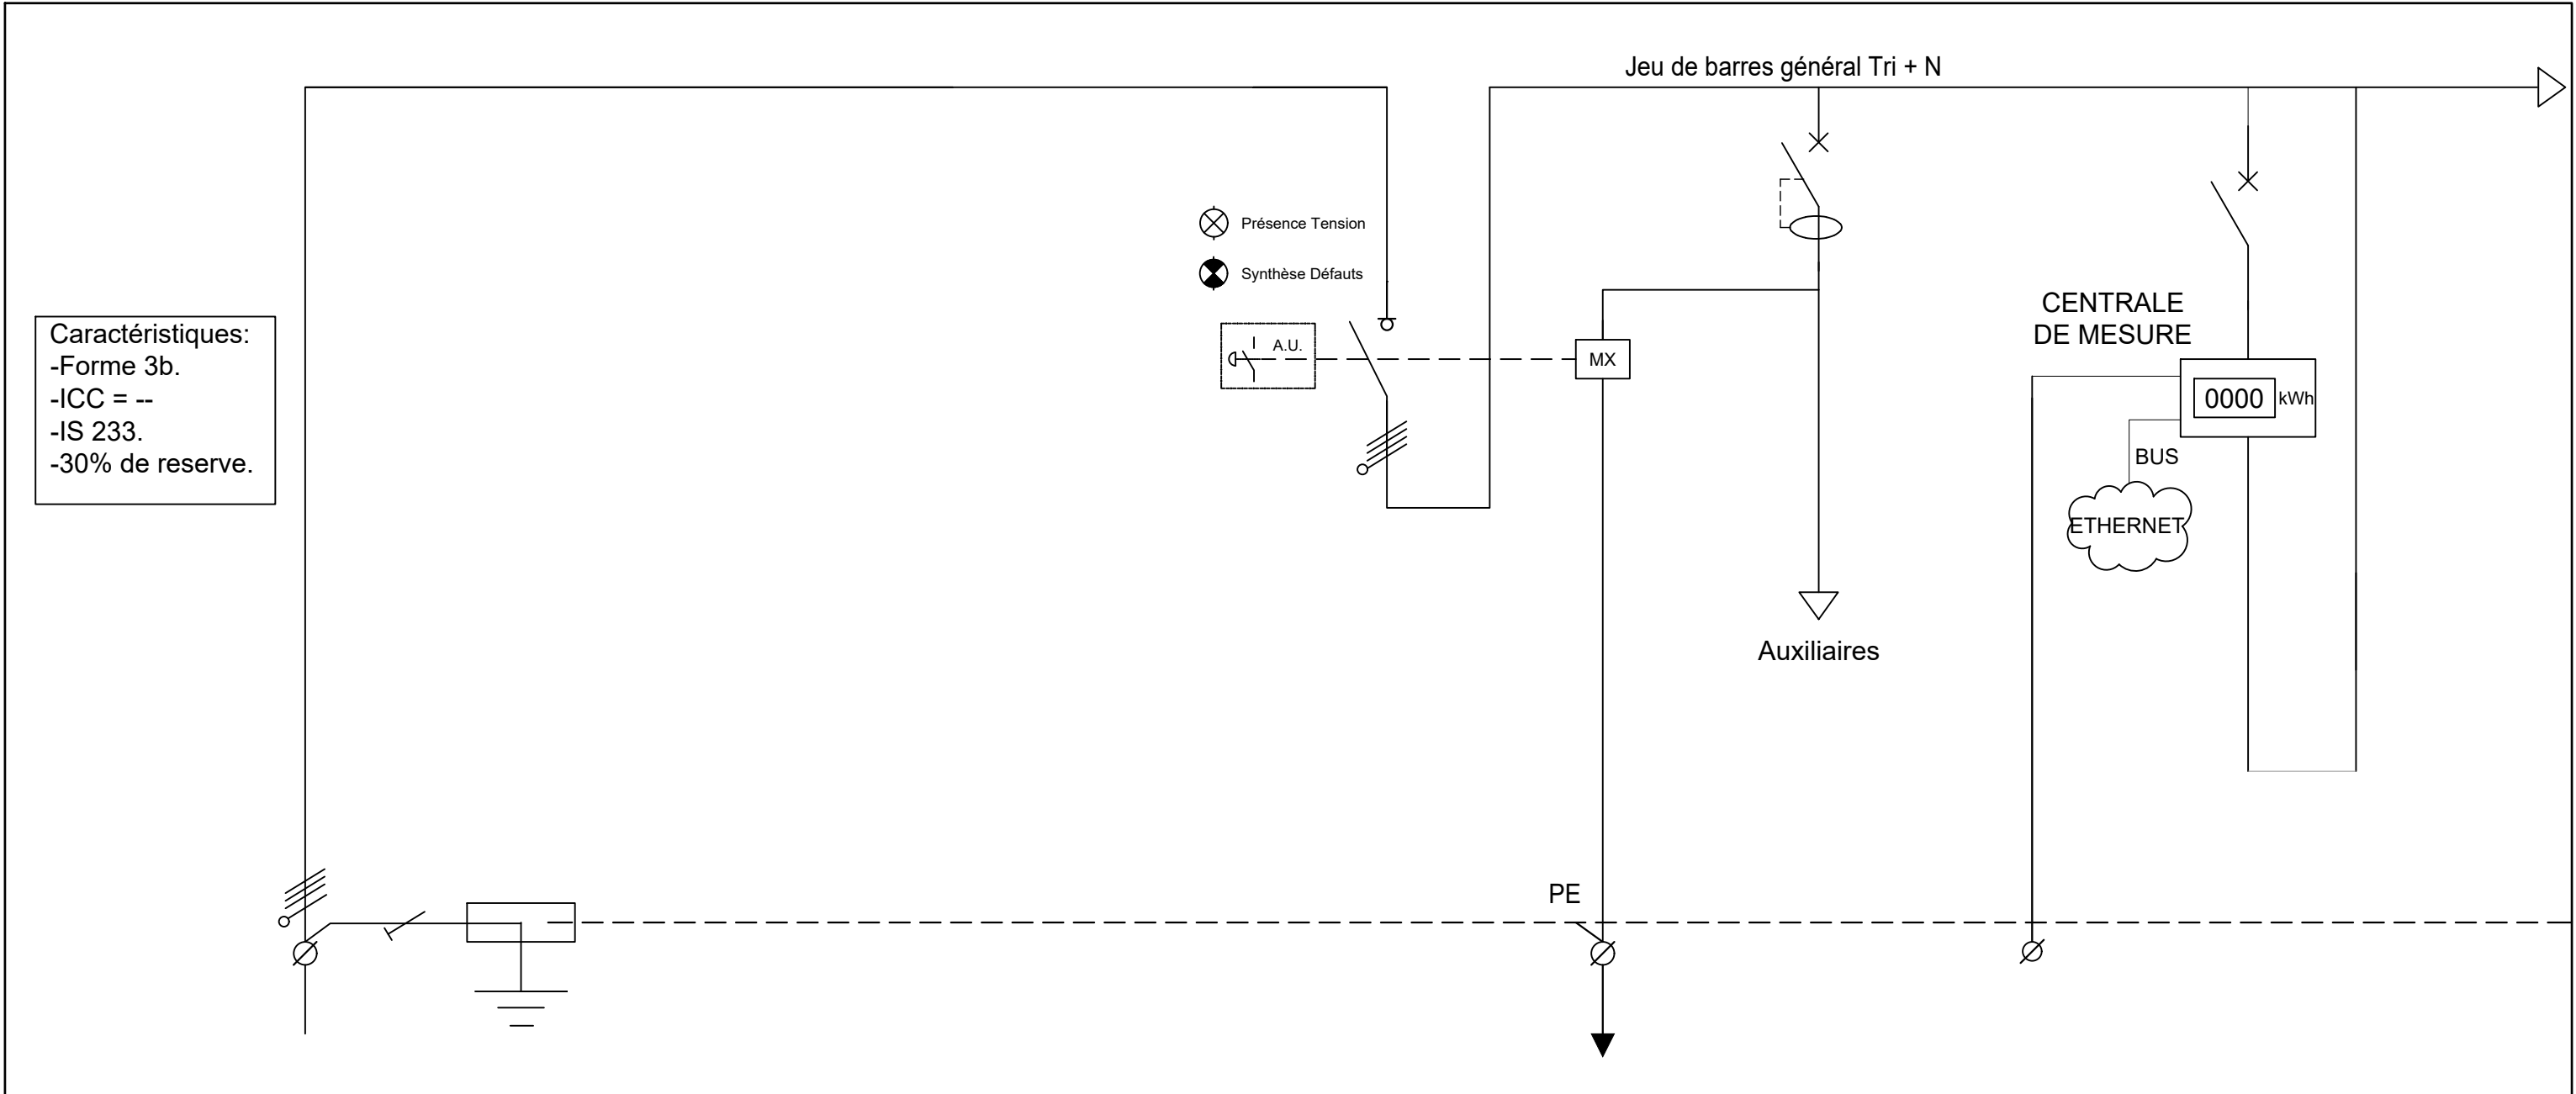 Jeu de barres général Tri + N
Présence Tension
Synthèse Défauts
Caractéristiques:
-Forme 3b.
-ICC = --
-IS 233.
-30% de reserve.
A.U.
MX
CENTRALE
DE MESURE
0000 kWh
BUS
ETHERNET
Auxiliaires
PE